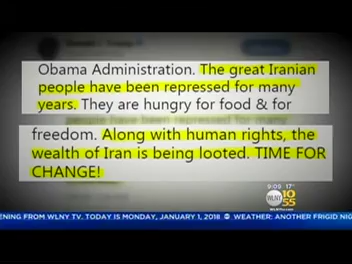 Obama Administration. The great Iranian
people have been repressed for many
years. They are hungry for food & for
freedom. Along with human rights, the
wealth of Iran is being looted. TIME FOR
CHANGE!
9:09 17°
WLNY 10 55
ENING FROM WLNY TV. TODAY IS MONDAY, JANUARY 1, 2018 WEATHER: ANOTHER FRIGID NIG